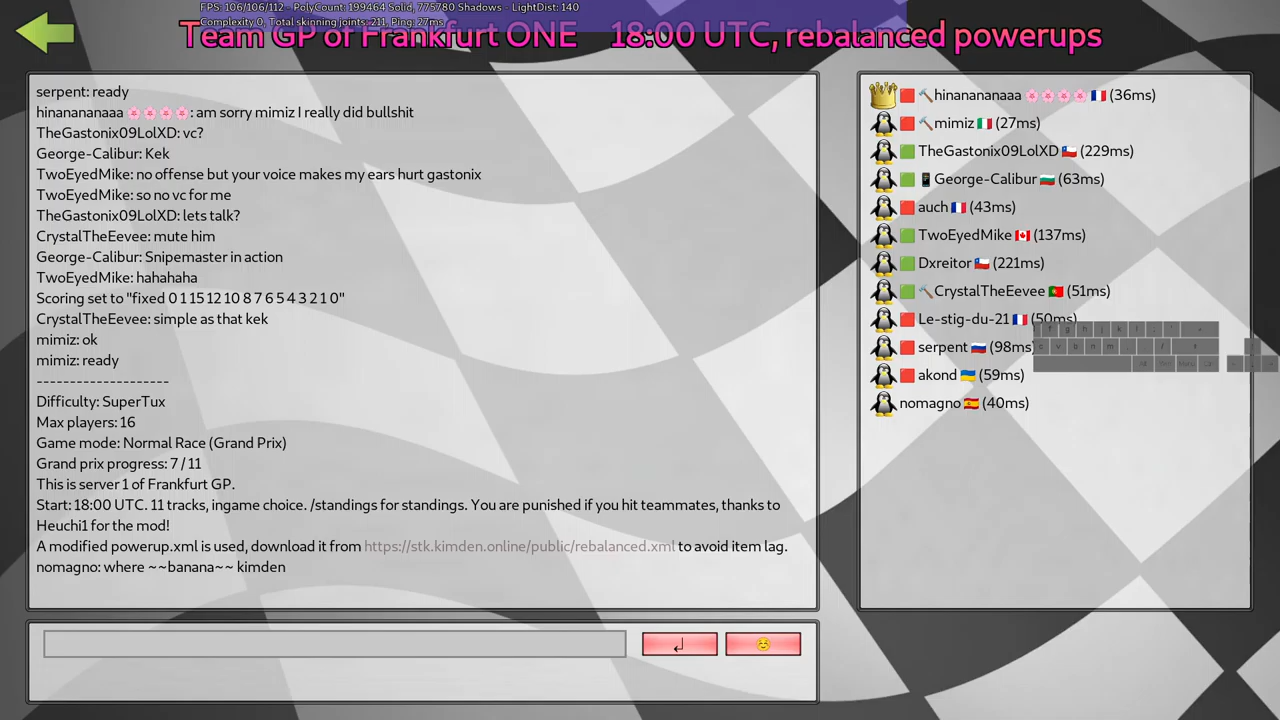 FPS: 106/106/112 - PolyCount: 199464 Solid, 775780 Shadows - LightDist: 140
Complexity 0, Total skinning joints: 211, Ping: 27ms
Team GP of Frankfurt ONE 18:00 UTC, rebalanced powerups
serpent: ready
hinanananaaa 🌸🌸🌸🌸: am sorry mimiz I really did bullshit
TheGastonix09LolXD: vc?
George-Calibur: Kek
TwoEyedMike: no offense but your voice makes my ears hurt gastonix
TwoEyedMike: so no vc for me
TheGastonix09LolXD: lets talk?
CrystalTheEevee: mute him
George-Calibur: Snipemaster in action
TwoEyedMike: hahahaha
Scoring set to "fixed 0 1 15 12 10 8 7 6 5 4 3 2 1 0"
CrystalTheEevee: simple as that kek
mimiz: ok
mimiz: ready
--------------------
Difficulty: SuperTux
Max players: 16
Game mode: Normal Race (Grand Prix)
Grand prix progress: 7 / 11
This is server 1 of Frankfurt GP.
Start: 18:00 UTC. 11 tracks, ingame choice. /standings for standings. You are punished if you hit teammates, thanks to
Heuchi1 for the mod!
A modified powerup.xml is used, download it from https://stk.kimden.online/public/rebalanced.xml to avoid item lag.
nomagno: where ~~banana~~ kimden
🟥 🔨hinanananaaa 🌸🌸🌸🌸 🇫🇷 (36ms)
🟥 🔨mimiz 🇮🇹 (27ms)
🟩 TheGastonix09LolXD 🇨🇱 (229ms)
🟩 📱George-Calibur 🇧🇬 (63ms)
🟥 auch 🇫🇷 (43ms)
🟩 TwoEyedMike 🇨🇦 (137ms)
🟩 Dxreitor 🇨🇱 (221ms)
🟩 🔨CrystalTheEevee 🇵🇹 (51ms)
🟥 Le-stig-du-21 🇫🇷 (50ms)
🟥 serpent 🇷🇺 (98ms)
🟥 akond 🇺🇦 (59ms)
nomagno 🇪🇸 (40ms)
f g h j k l
c v b n m